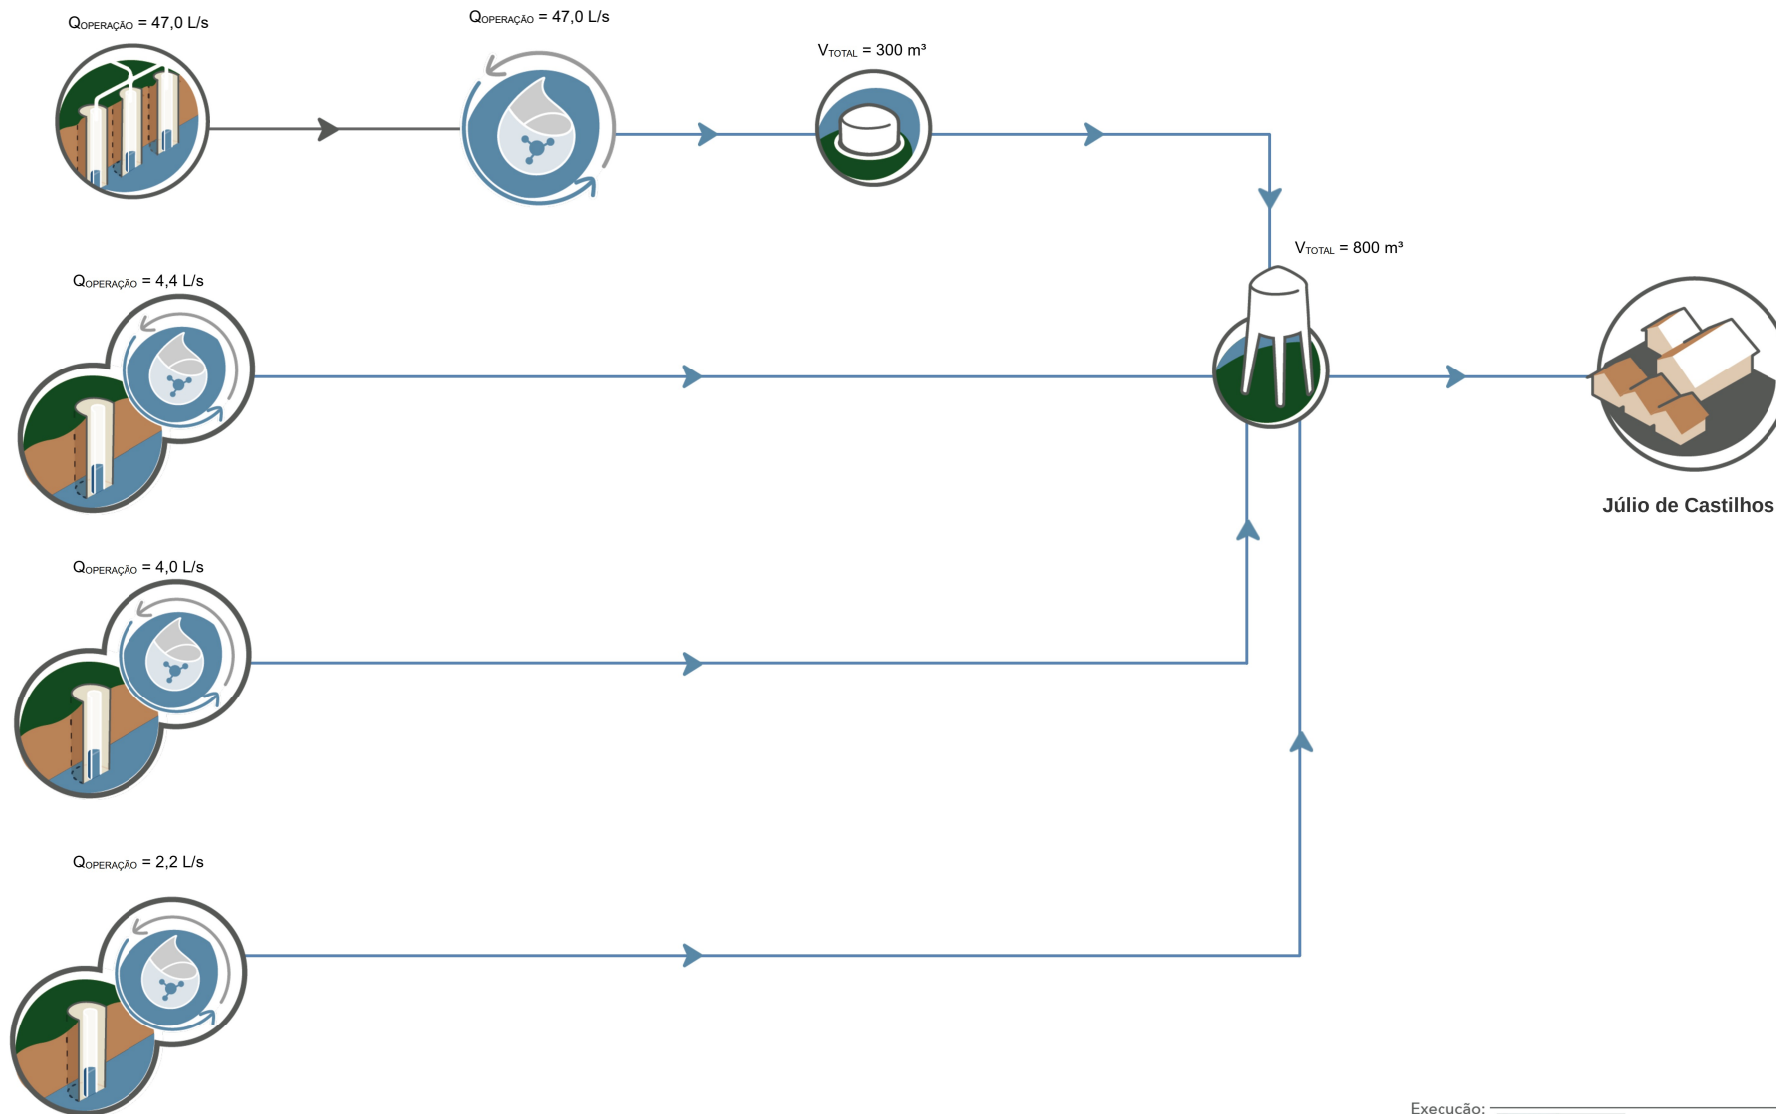 QOPERAÇÃO = 47,0 L/s
QOPERAÇÃO = 47,0 L/s
VTOTAL = 300 m³
VTOTAL = 800 m³
QOPERAÇÃO = 4,4 L/s
Júlio de Castilhos
QOPERAÇÃO = 4,0 L/s
QOPERAÇÃO = 2,2 L/s
Execução: